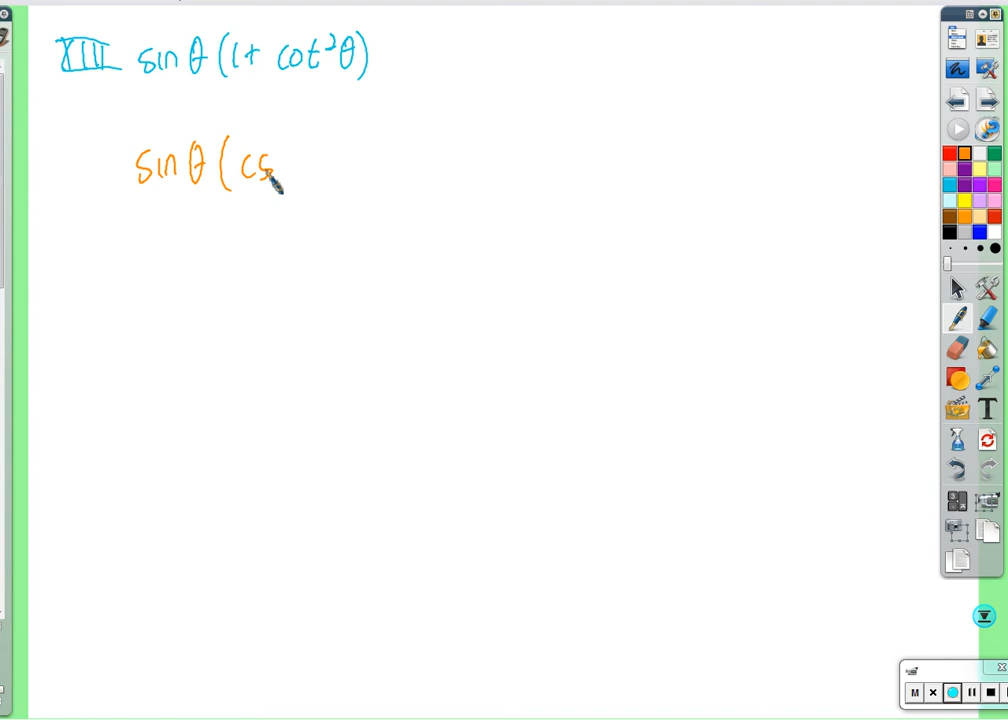 XIII sin θ (1+ cot²θ)
sin θ ( cs
M
T